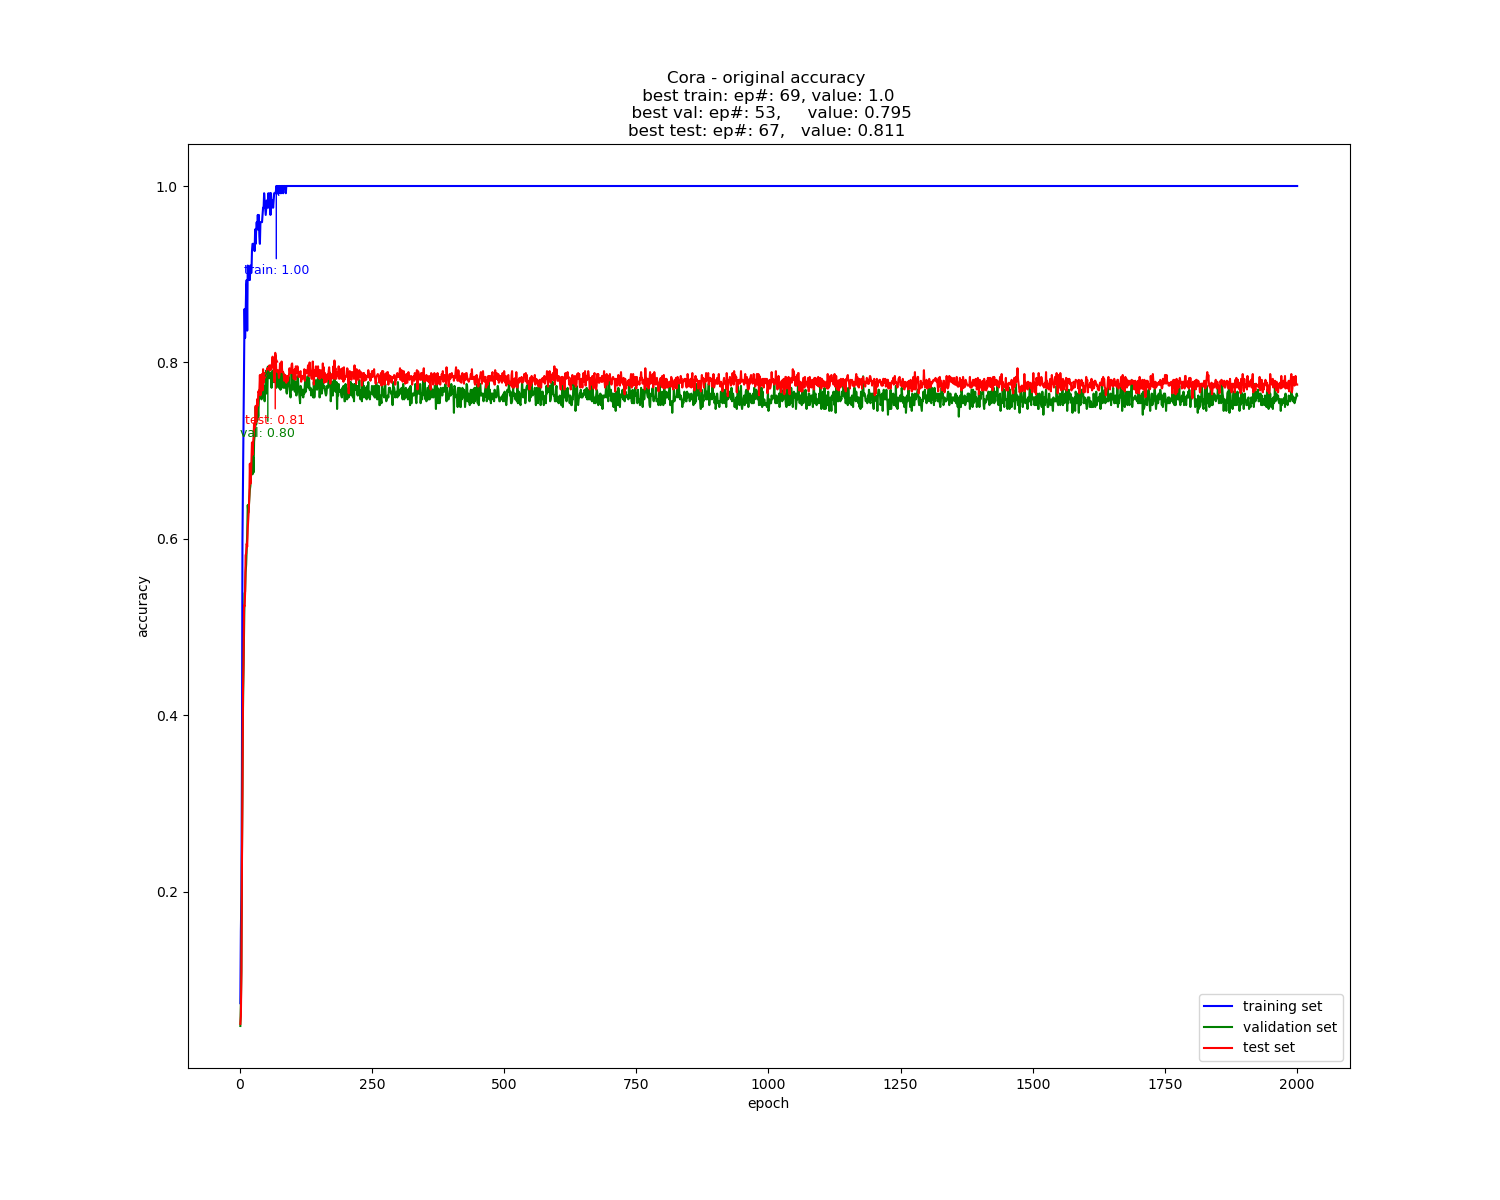 Cora - original accuracy
best train: ep#: 69, value: 1.0
best val: ep#: 53, value: 0.795
best test: ep#: 67, value: 0.811
1.0
train: 1.00
0.8
test: 0.81
val: 0.80
0.6
accuracy
0.4
0.2
training set
validation set
test set
0 250 500 750 1000 1250 1500 1750 2000
epoch